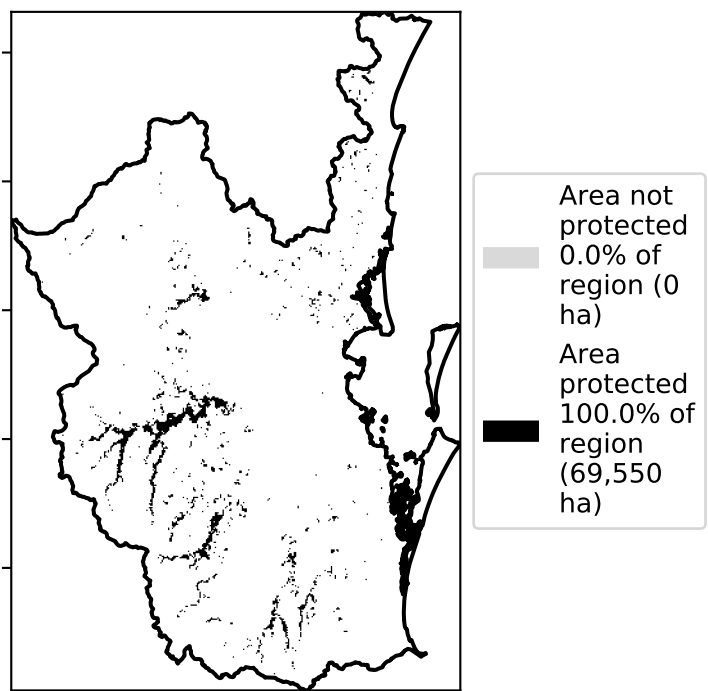 Area not
protected
0.0% of
region (0
ha)
Area
protected
100.0% of
region
(69,550
ha)